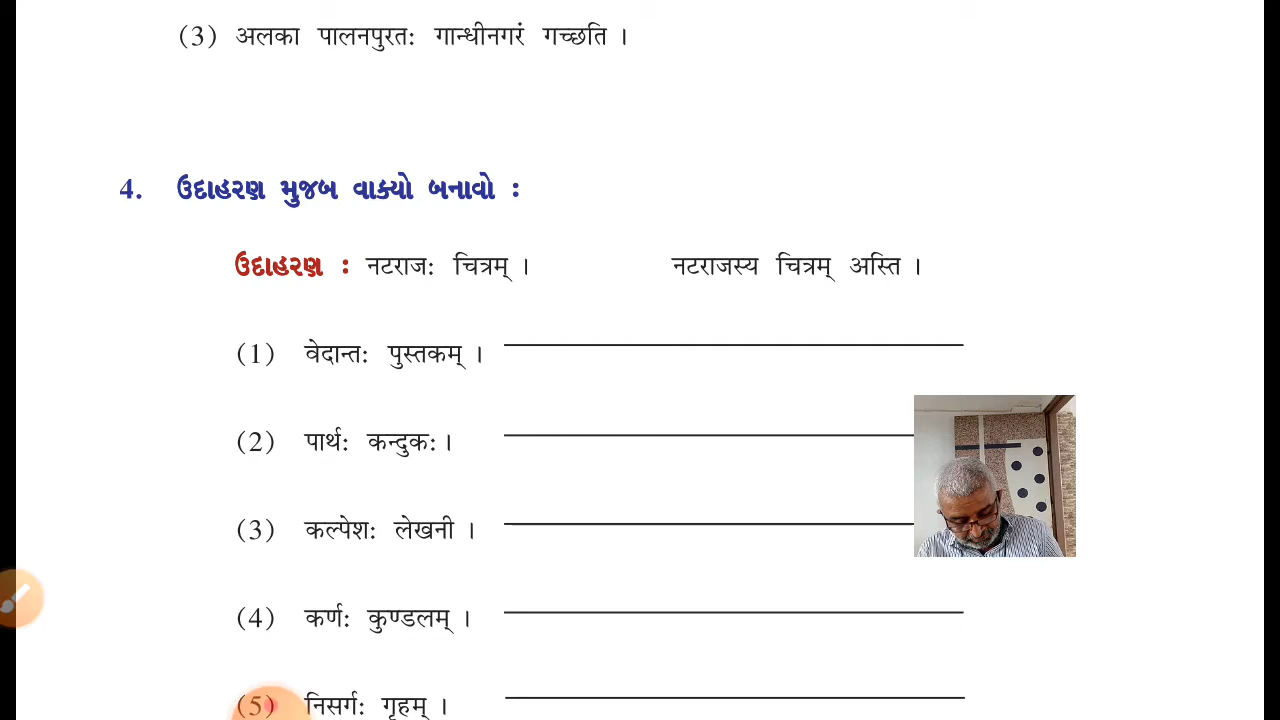 (3) अलका पालनपुरतः गान्धीनगरं गच्छति ।
4. ઉદાહરણ મુજબ વાક્યો બનાવો :
ઉદાહરણ : नटराजः चित्रम् । नटराजस्य चित्रम् अस्ति ।
(1) वेदान्तः पुस्तकम् ।
(2) पार्थः कन्दुकः ।
(3) कल्पेशः लेखनी ।
(4) कर्णः कुण्डलम् ।
(5) निसर्गः गृहम् ।